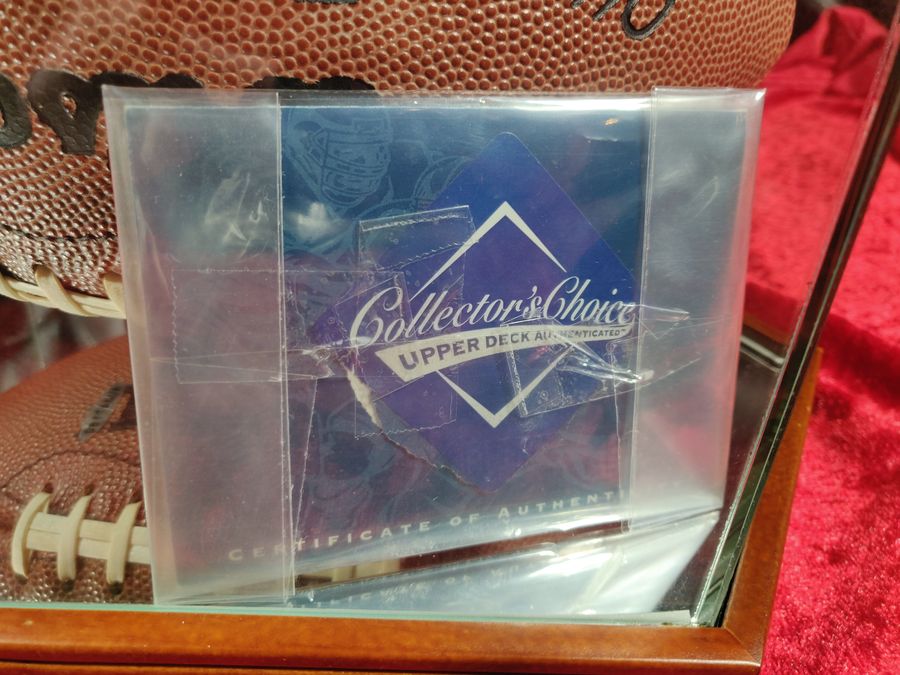 Collector's Choice
UPPER DECK AUTHENTICATED
CERTIFICATE OF AUTHENTI